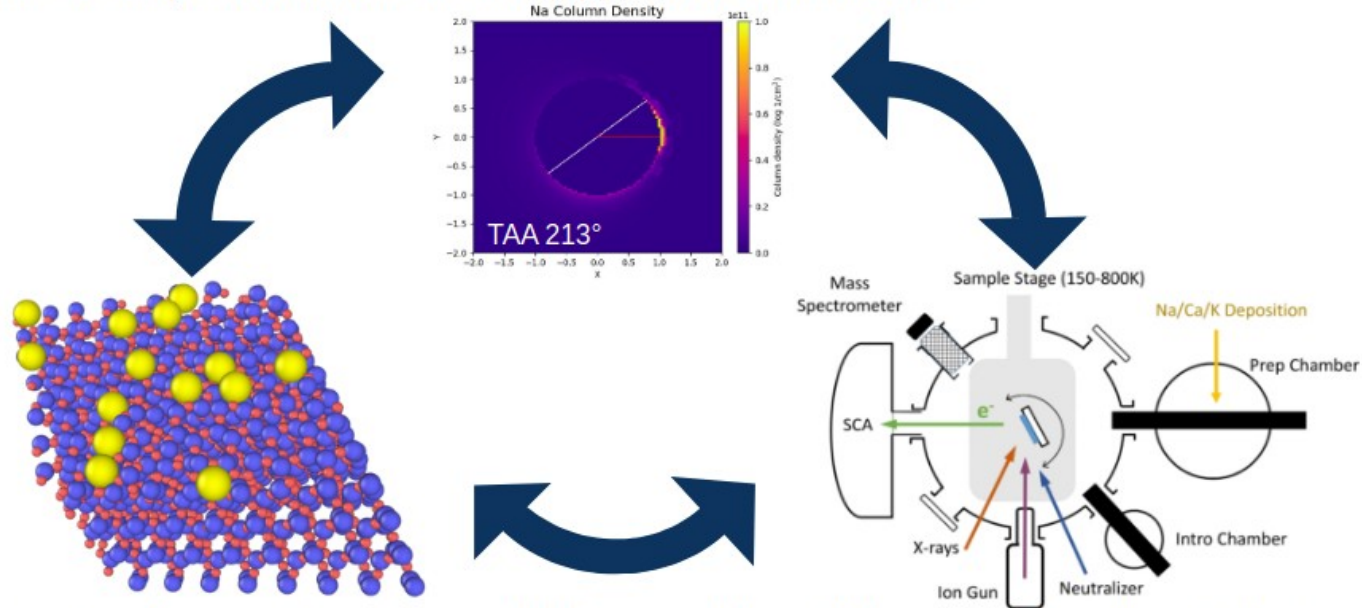 Na Column Density
1e11
2.0
1.5
1.0
0.5
0.0
−0.5
−1.0
−1.5
−2.0
Y
TAA 213°
−2.0 −1.5 −1.0 −0.5 0.0 0.5 1.0 1.5 2.0
X
1.0
0.8
0.6
0.4
0.2
0.0
Column density (log 1/cm²)
Sample Stage (150-800K)
Mass
Spectrometer
Na/Ca/K Deposition
Prep Chamber
e-
SCA
X-rays
Ion Gun
Neutralizer
Intro Chamber